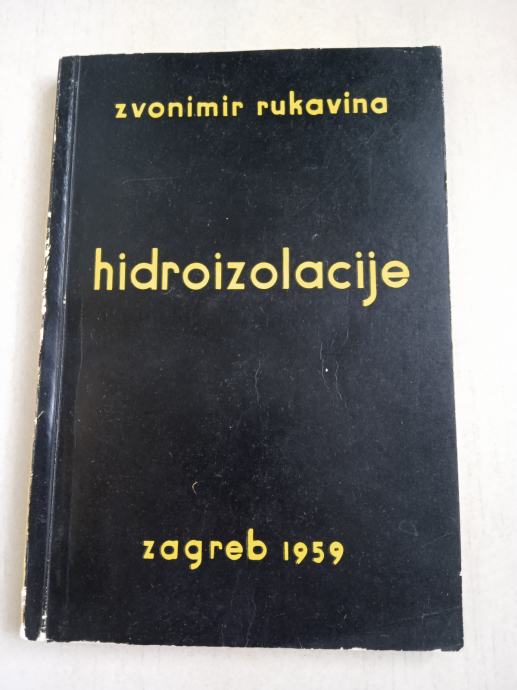 zvonimir rukavina
hidroizolacije
zagreb 1959